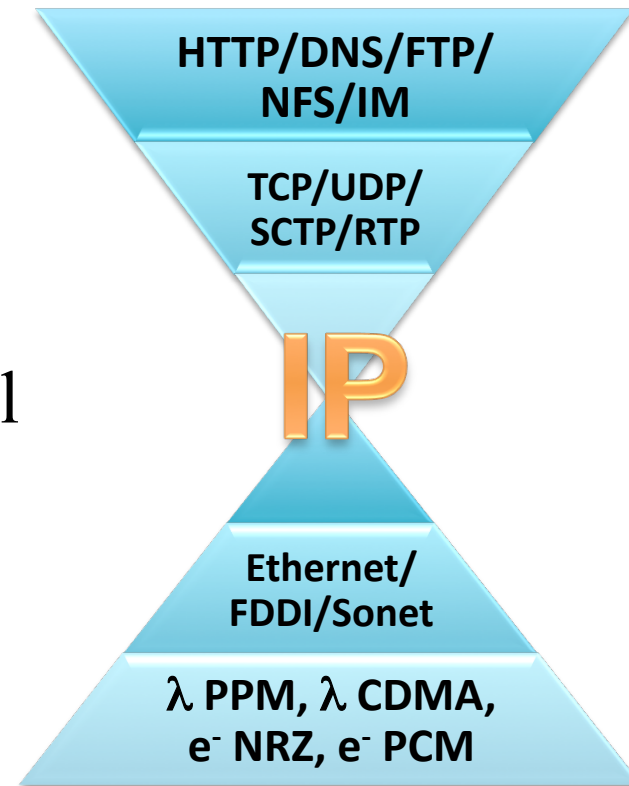 HTTP/DNS/FTP/
NFS/IM
TCP/UDP/
SCTP/RTP
IP
l
Ethernet/
FDDI/Sonet
λ PPM, λ CDMA,
e⁻ NRZ, e⁻ PCM